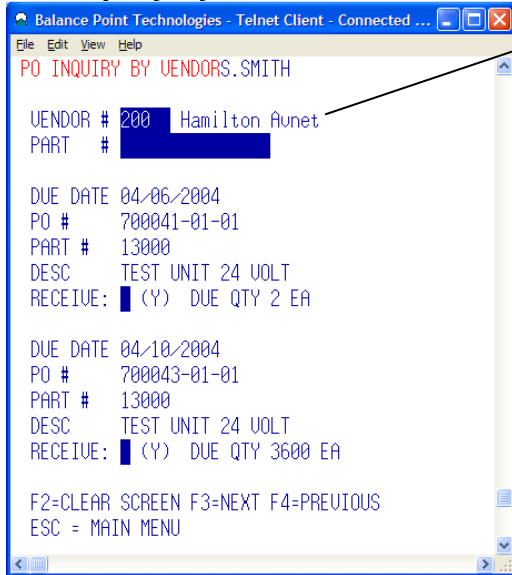 Balance Point Technologies - Telnet Client - Connected ...
File Edit View Help
PO INQUIRY BY VENDORS.SMITH
VENDOR # 200 Hamilton Avnet
PART #
DUE DATE 04/06/2004
PO # 700041-01-01
PART # 13000
DESC TEST UNIT 24 VOLT
RECEIVE: (Y) DUE QTY 2 EA
DUE DATE 04/10/2004
PO # 700043-01-01
PART # 13000
DESC TEST UNIT 24 VOLT
RECEIVE: (Y) DUE QTY 3600 EA
F2=CLEAR SCREEN F3=NEXT F4=PREVIOUS
ESC = MAIN MENU